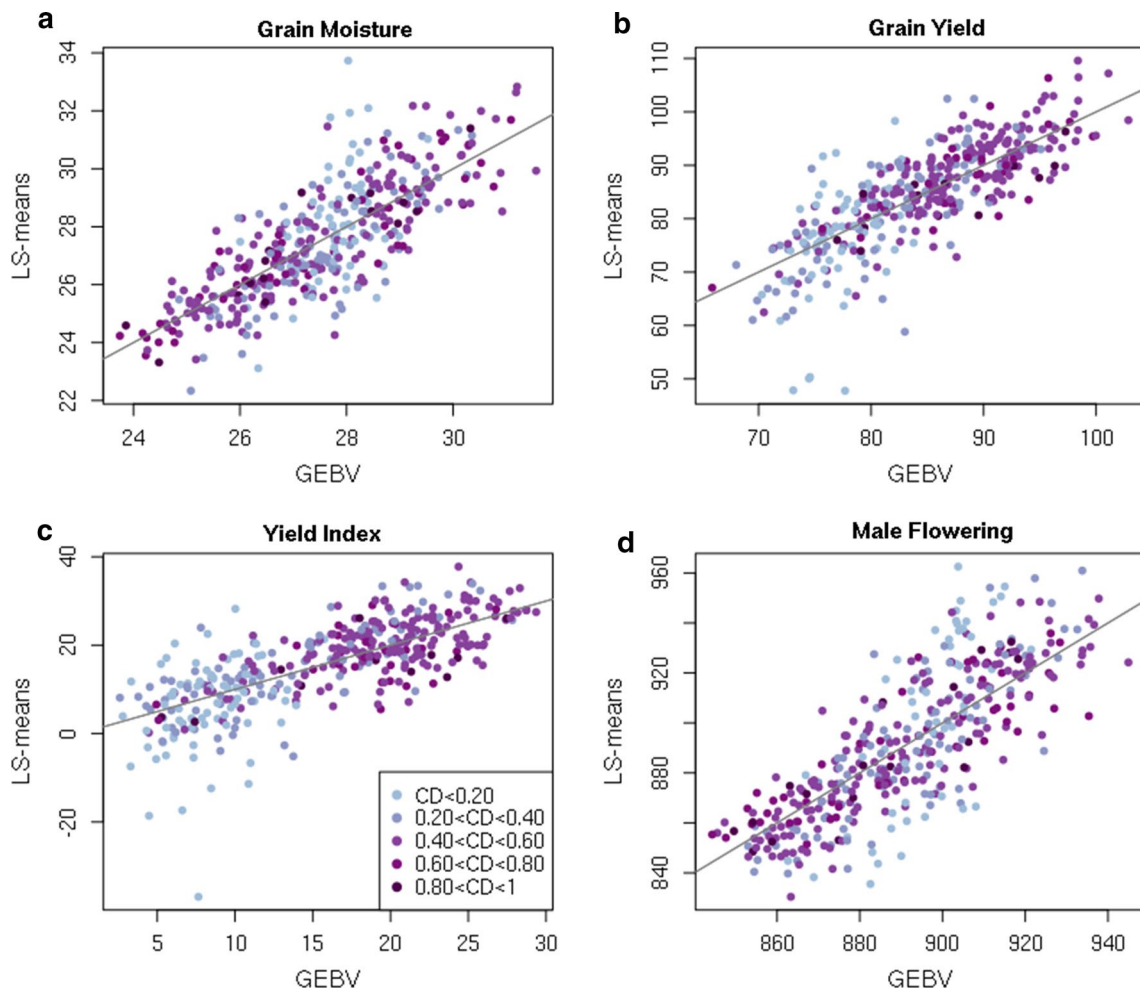 a
Grain Moisture
LS-means
34
32
30
28
26
24
22
24 26 28 30
GEBV
b
Grain Yield
LS-means
110
100
90
80
70
60
50
70 80 90 100
GEBV
c
Yield Index
LS-means
40
20
0
-20
5 10 15 20 25 30
GEBV
CD<0.20
0.20<CD<0.40
0.40<CD<0.60
0.60<CD<0.80
0.80<CD<1
d
Male Flowering
LS-means
960
920
880
840
860 880 900 920 940
GEBV